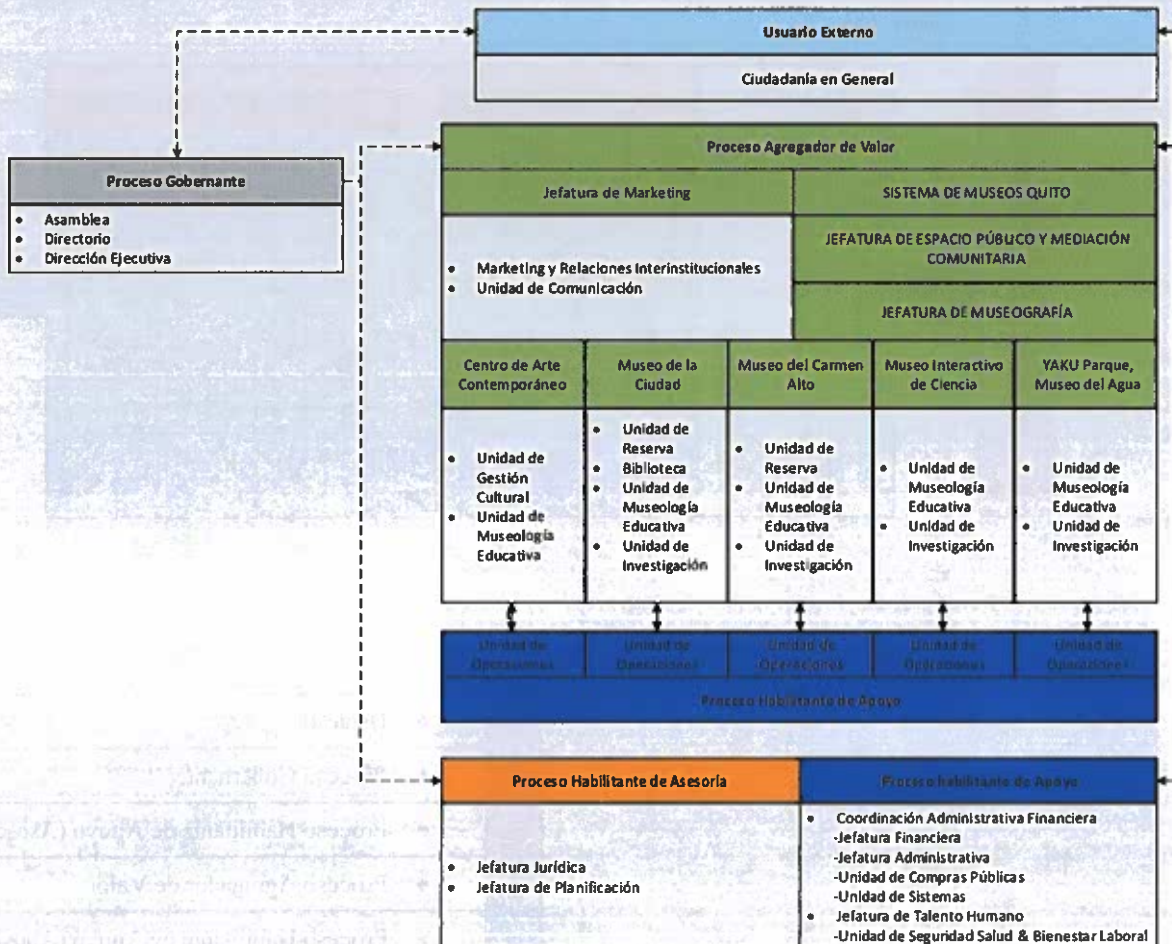 Usuario Externo
Ciudadanía en General
Proceso Gobernante
• Asamblea
• Directorio
• Dirección Ejecutiva
Proceso Agregador de Valor
Jefatura de Marketing
SISTEMA DE MUSEOS QUITO
• Marketing y Relaciones Interinstitucionales
• Unidad de Comunicación
JEFATURA DE ESPACIO PÚBLICO Y MEDIACIÓN
COMUNITARIA
JEFATURA DE MUSEOGRAFÍA
Centro de Arte
Contemporáneo
• Unidad de
Gestión
Cultural
• Unidad de
Museología
Educativa
Museo de la
Ciudad
• Unidad de
Reserva
• Biblioteca
• Unidad de
Museología
Educativa
• Unidad de
Investigación
Museo del Carmen
Alto
• Unidad de
Reserva
• Unidad de
Museología
Educativa
• Unidad de
Investigación
Museo Interactivo
de Ciencia
• Unidad de
Museología
Educativa
• Unidad de
Investigación
YAKU Parque,
Museo del Agua
• Unidad de
Museología
Educativa
• Unidad de
Investigación
Unidad de
Operaciones
Unidad de
Operaciones
Unidad de
Operaciones
Unidad de
Operaciones
Unidad de
Operaciones
Proceso Habilitante de Apoyo
Proceso Habilitante de Asesoría
• Jefatura Jurídica
• Jefatura de Planificación
Proceso habilitante de Apoyo
• Coordinación Administrativa Financiera
-Jefatura Financiera
-Jefatura Administrativa
-Unidad de Compras Públicas
-Unidad de Sistemas
• Jefatura de Talento Humano
-Unidad de Seguridad Salud & Bienestar Laboral